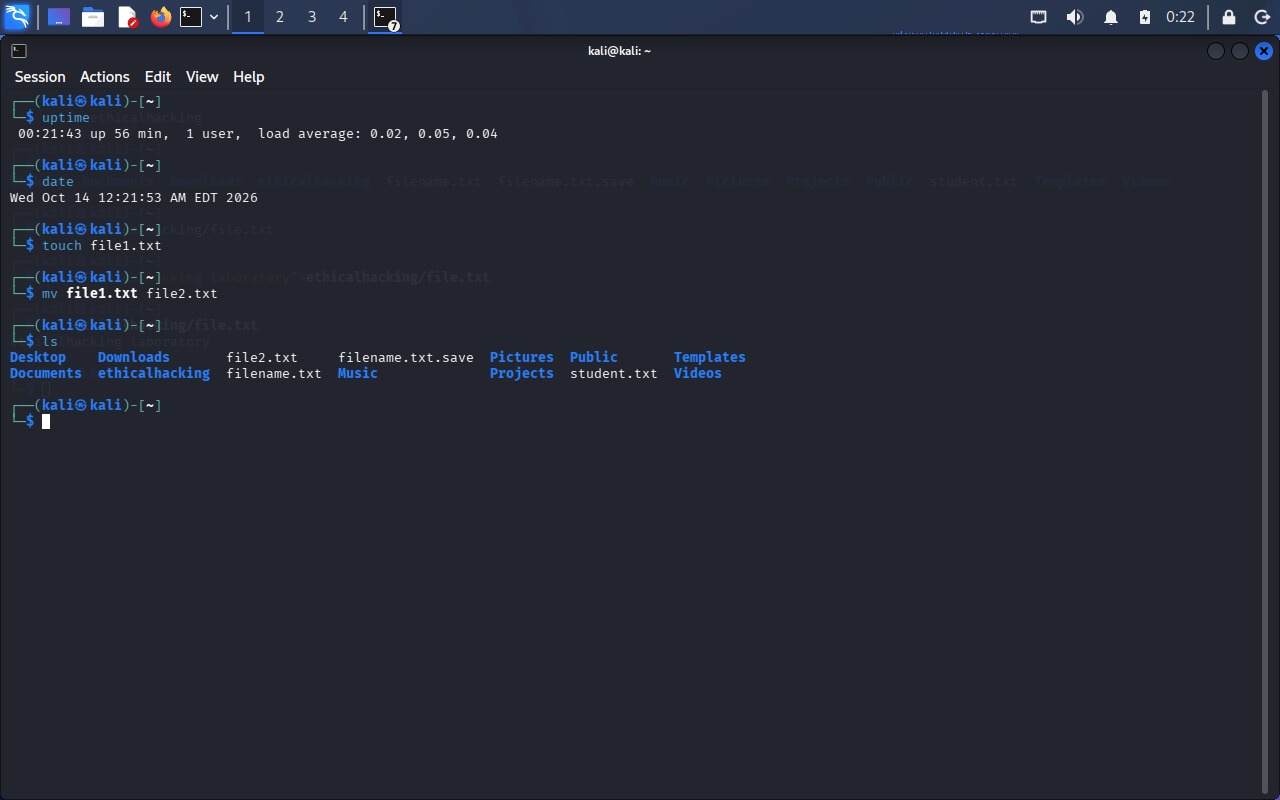 1 2 3 4 7 0:22
kali@kali: ~
Session Actions Edit View Help
┌──(kali㉿kali)-[~]
└─$ uptime
 00:21:43 up 56 min,  1 user,  load average: 0.02, 0.05, 0.04
┌──(kali㉿kali)-[~]
└─$ date
Wed Oct 14 12:21:53 AM EDT 2026
┌──(kali㉿kali)-[~]
└─$ touch file1.txt
┌──(kali㉿kali)-[~]
└─$ mv file1.txt file2.txt
┌──(kali㉿kali)-[~]
└─$ ls
Desktop    Downloads       file2.txt     filename.txt.save  Pictures  Public       Templates
Documents  ethicalhacking  filename.txt  Music              Projects  student.txt  Videos
┌──(kali㉿kali)-[~]
└─$